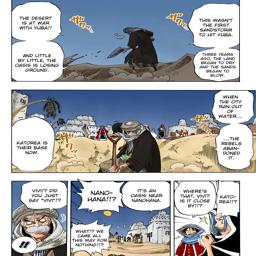 THE DESERT
IS AT
WAR WITH
YUBA!!
AND LITTLE
BY LITTLE, THE
OASIS IS LOSING
GROUND.
THIS WASN'T
THE FIRST
SANDSTORM
TO HIT YUBA.
THREE YEARS
AGO, THE LAND
BEGAN TO DRY
AND THE SANDS
BEGAN TO
BLOW.
WHEN
THE CITY
RAN OUT
OF
WATER...
...THE
REBELS
ABAN-
DONED
IT.
KATOREA IS
THEIR BASE
NOW.
VIVI?
DID YOU
JUST SAY
"VIVI"!?
!!
NANO-
HANA!!?
WHAT!? WE
CAME ALL
THIS WAY FOR
NOTHING!?
IT'S AN
OASIS NEAR
NANOHANA.
WHERE'S
THAT, VIVI?
IS IT
CLOSE BY!?
KATO-
REA!?